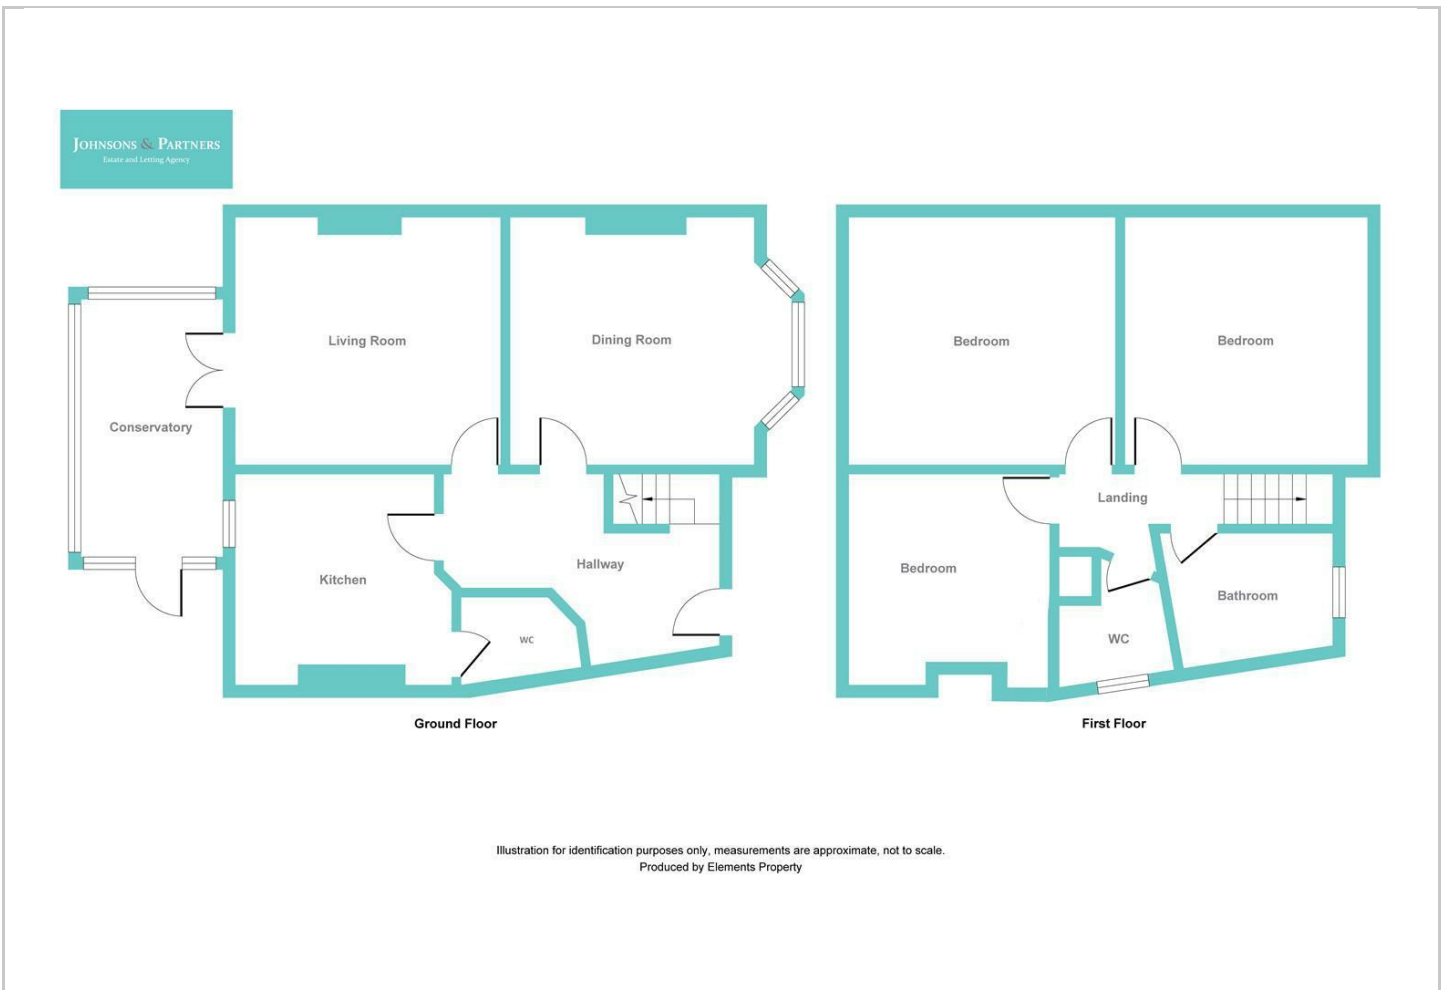 JOHNSONS & PARTNERS
Estate and Letting Agency
Living Room
Dining Room
Conservatory
Kitchen
Hallway
WC
Ground Floor
Bedroom
Bedroom
Landing
Bedroom
Bathroom
WC
First Floor
Illustration for identification purposes only, measurements are approximate, not to scale.
Produced by Elements Property